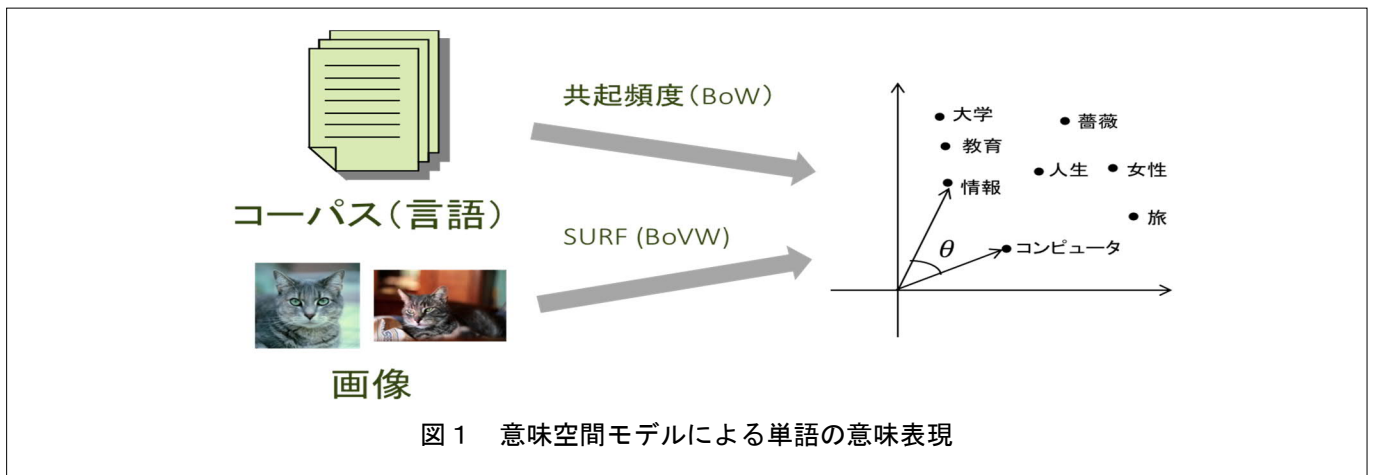 共起頻度(BoW)
コーパス(言語)
SURF (BoVW)
画像
大学
薔薇
教育
人生
女性
情報
旅
コンピュータ
θ
図1 意味空間モデルによる単語の意味表現